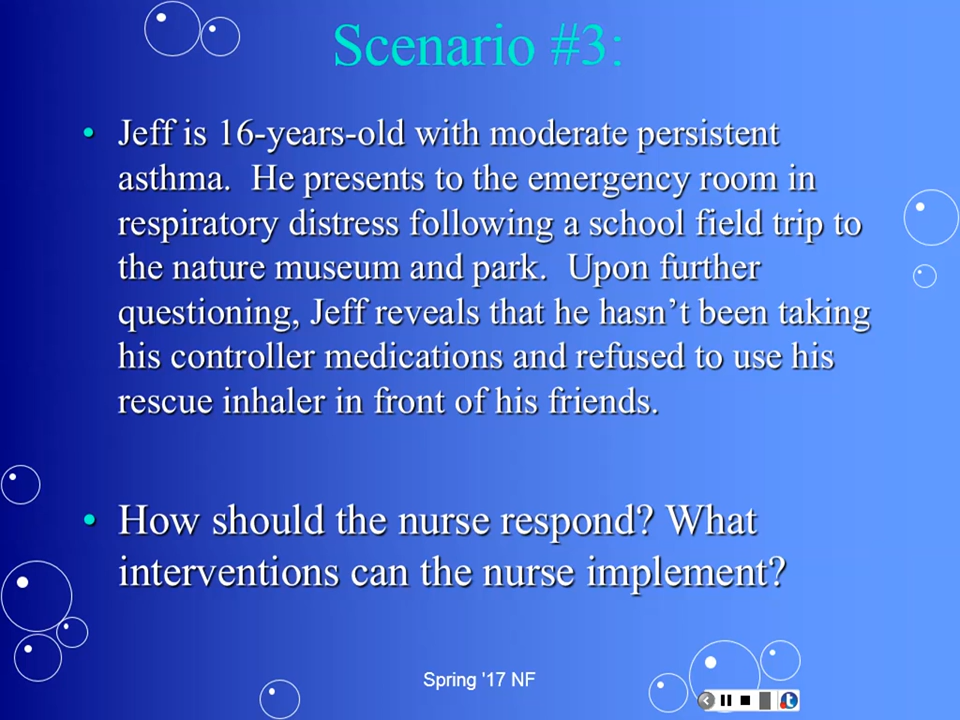 Scenario #3:
• Jeff is 16-years-old with moderate persistent
asthma.  He presents to the emergency room in
respiratory distress following a school field trip to
the nature museum and park.  Upon further
questioning, Jeff reveals that he hasn’t been taking
his controller medications and refused to use his
rescue inhaler in front of his friends.
• How should the nurse respond? What
interventions can the nurse implement?
Spring '17 NF